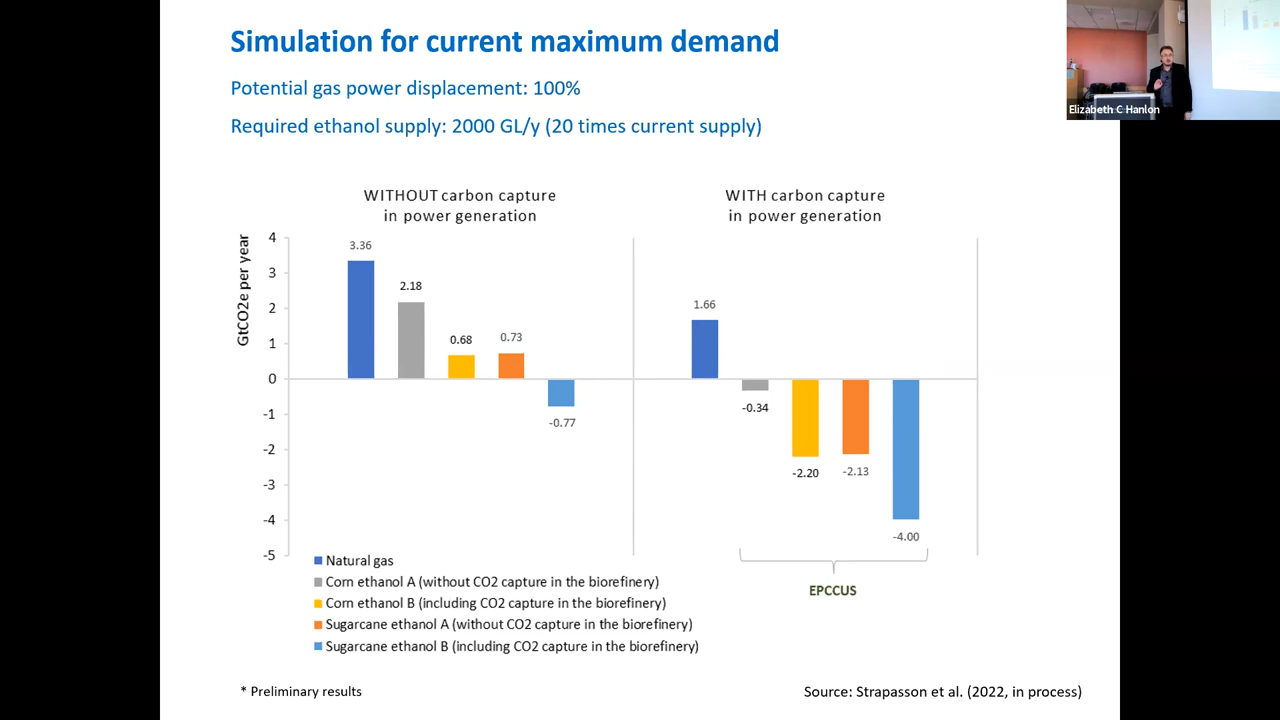 Simulation for current maximum demand
Potential gas power displacement: 100%
Required ethanol supply: 2000 GL/y (20 times current supply)
Elizabeth C Hanlon
WITHOUT carbon capture
in power generation
WITH carbon capture
in power generation
GtCO2e per year
4
3
2
1
0
-1
-2
-3
-4
-5
3.36
2.18
0.68
0.73
-0.77
1.66
-0.34
-2.20
-2.13
-4.00
EPCCUS
Natural gas
Corn ethanol A (without CO2 capture in the biorefinery)
Corn ethanol B (including CO2 capture in the biorefinery)
Sugarcane ethanol A (without CO2 capture in the biorefinery)
Sugarcane ethanol B (including CO2 capture in the biorefinery)
* Preliminary results
Source: Strapasson et al. (2022, in process)